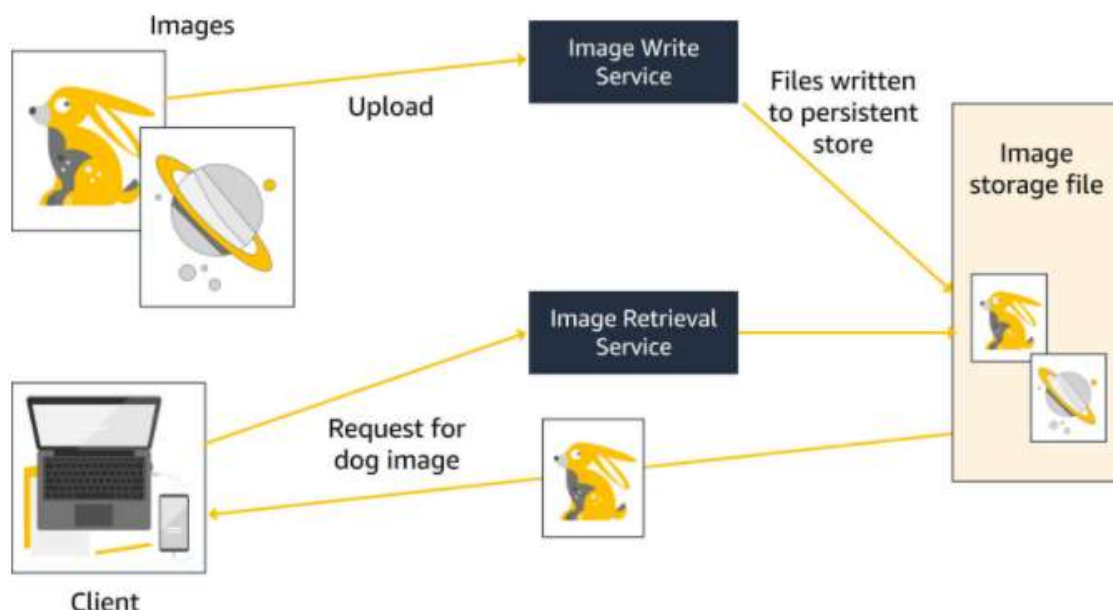 Images
Upload
Image Write
Service
Files written
to persistent
store
Image
storage file
Image Retrieval
Service
Request for
dog image
Client